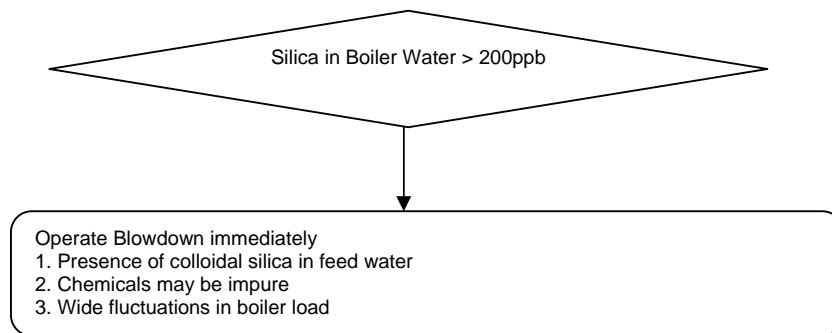 Silica in Boiler Water > 200ppb
Operate Blowdown immediately
1. Presence of colloidal silica in feed water
2. Chemicals may be impure
3. Wide fluctuations in boiler load